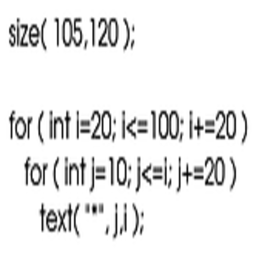 size( 105,120 );
for ( int i=20; i<=100; i+=20 )
for ( int j=10; j<=i; j+=20 )
text( "*", j,i );